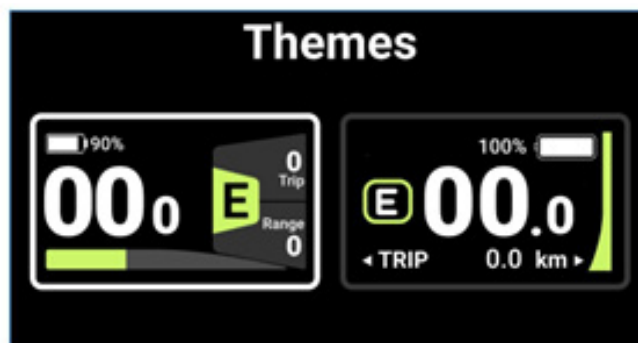 Themes
90%
00 0
E
0
Trip
Range
0
100%
E
00.0
◂ TRIP 0.0 km ▸